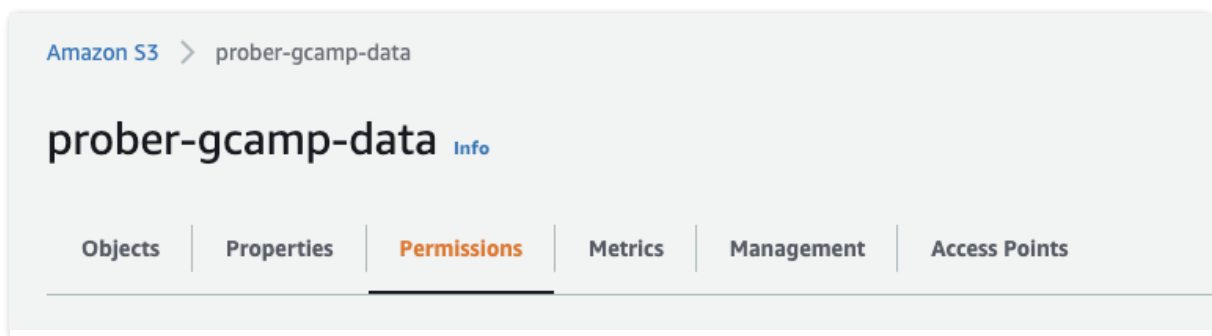 Amazon S3 > prober-gcamp-data
prober-gcamp-data Info
Objects Properties Permissions Metrics Management Access Points